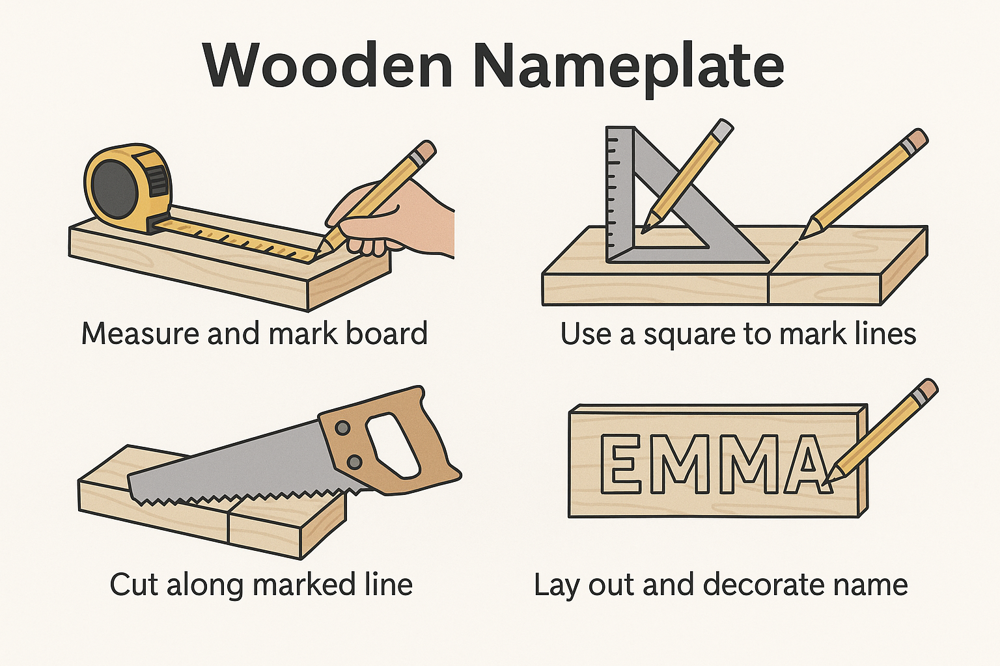 Wooden Nameplate
Measure and mark board
Use a square to mark lines
Cut along marked line
EMMA
Lay out and decorate name